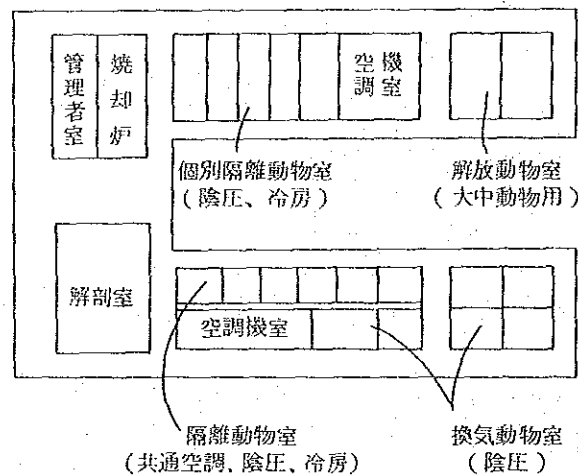 管理者室
焼却炉
空調機室
個別隔離動物室
(陰圧、冷房)
解放動物室
(大中動物用)
解剖室
空調機室
隔離動物室
(共通空調、陰圧、冷房)
換気動物室
(陰圧)